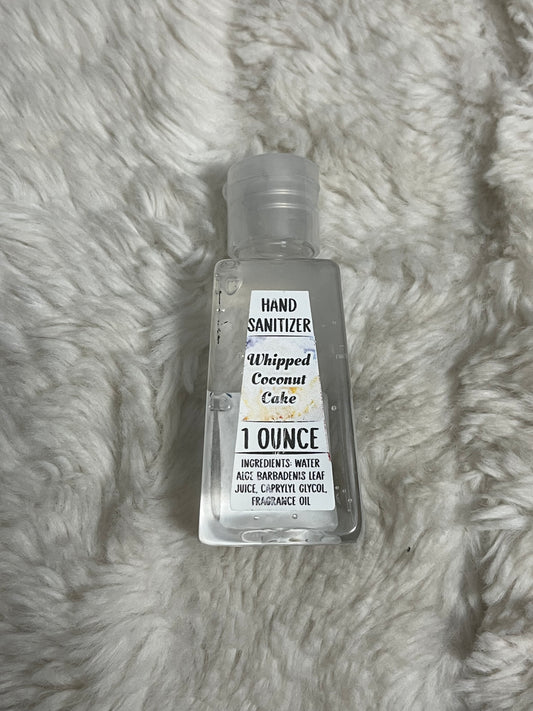 HAND
SANITIZER
Whipped
Coconut
Cake
1 OUNCE
INGREDIENTS: WATER
ALOE BARBADENIS LEAF
JUICE, CAPRYLYL GLYCOL,
FRAGRANCE OIL